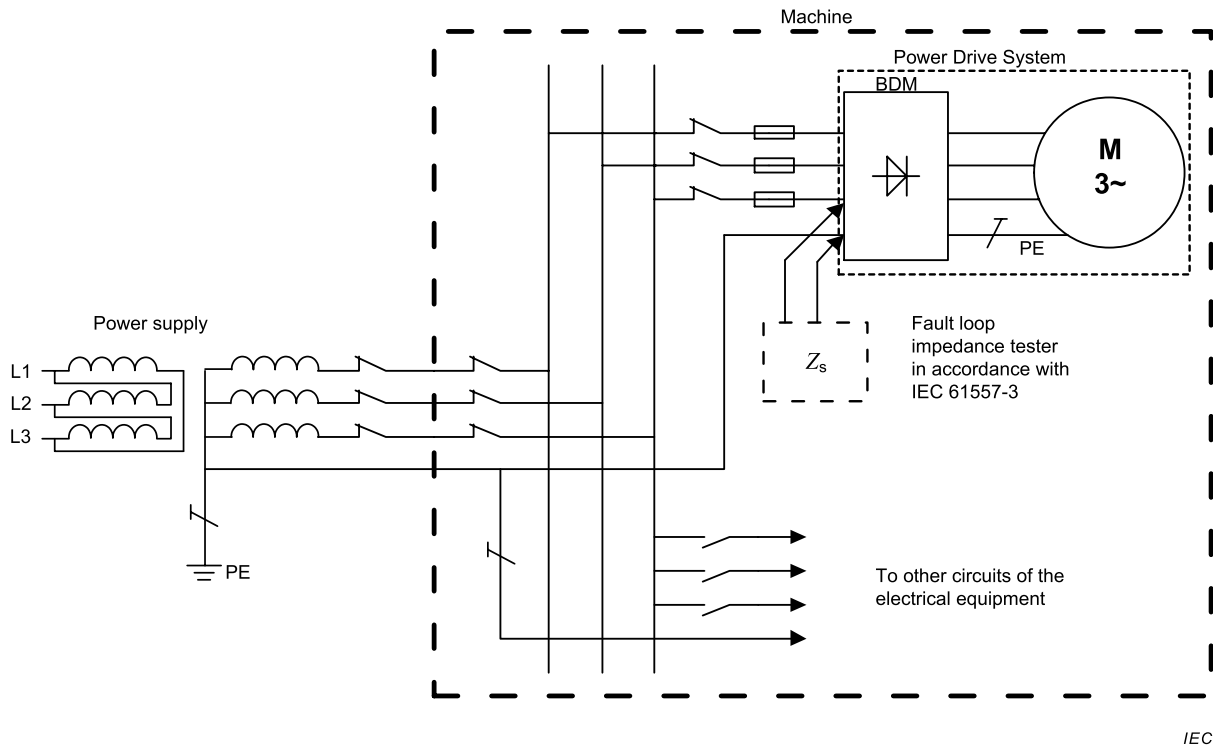 Machine
Power Drive System
BDM
M
3~
PE
Power supply
L1
L2
L3
Zs
Fault loop
impedance tester
in accordance with
IEC 61557-3
PE
To other circuits of the
electrical equipment
IEC